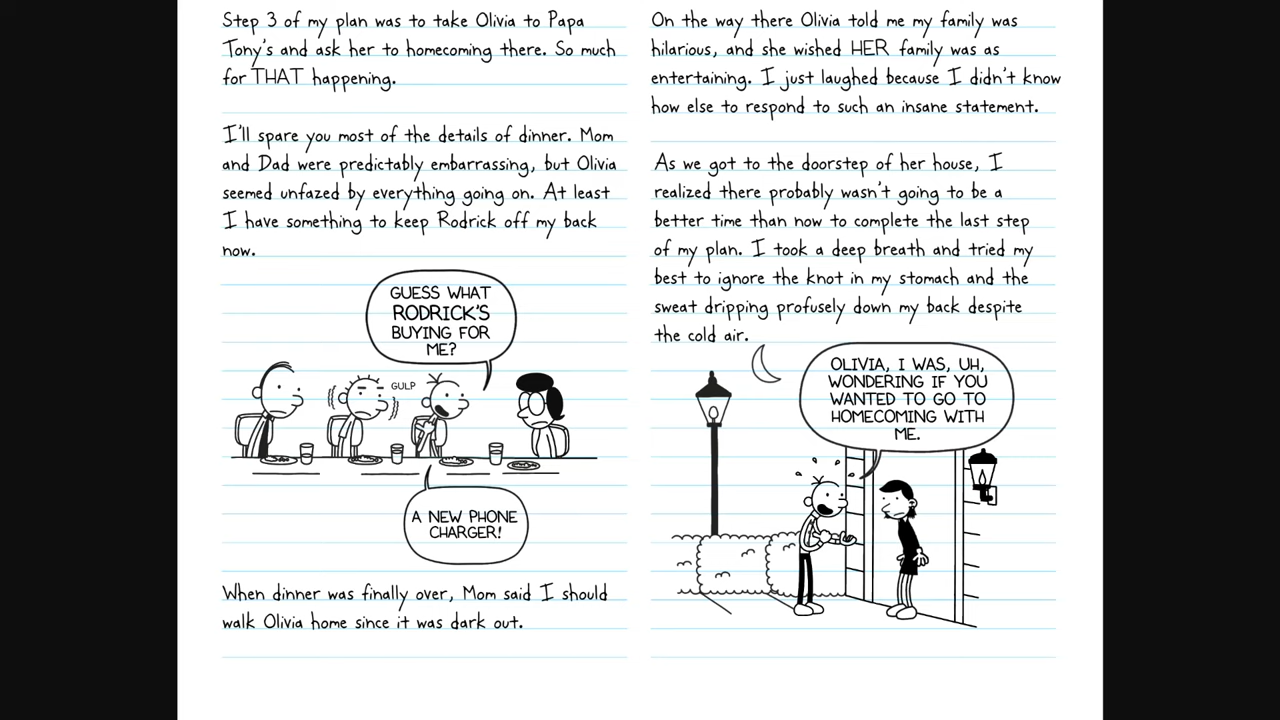 Step 3 of my plan was to take Olivia to Papa
Tony's and ask her to homecoming there. So much
for THAT happening.
I'll spare you most of the details of dinner. Mom
and Dad were predictably embarrassing, but Olivia
seemed unfazed by everything going on. At least
I have something to keep Rodrick off my back
now.
GUESS WHAT
RODRICK'S
BUYING FOR
ME?
GULP
A NEW PHONE
CHARGER!
When dinner was finally over, Mom said I should
walk Olivia home since it was dark out.
On the way there Olivia told me my family was
hilarious, and she wished HER family was as
entertaining. I just laughed because I didn't know
how else to respond to such an insane statement.
As we got to the doorstep of her house, I
realized there probably wasn't going to be a
better time than now to complete the last step
of my plan. I took a deep breath and tried my
best to ignore the knot in my stomach and the
sweat dripping profusely down my back despite
the cold air.
OLIVIA, I WAS, UH,
WONDERING IF YOU
WANTED TO GO TO
HOMECOMING WITH
ME.